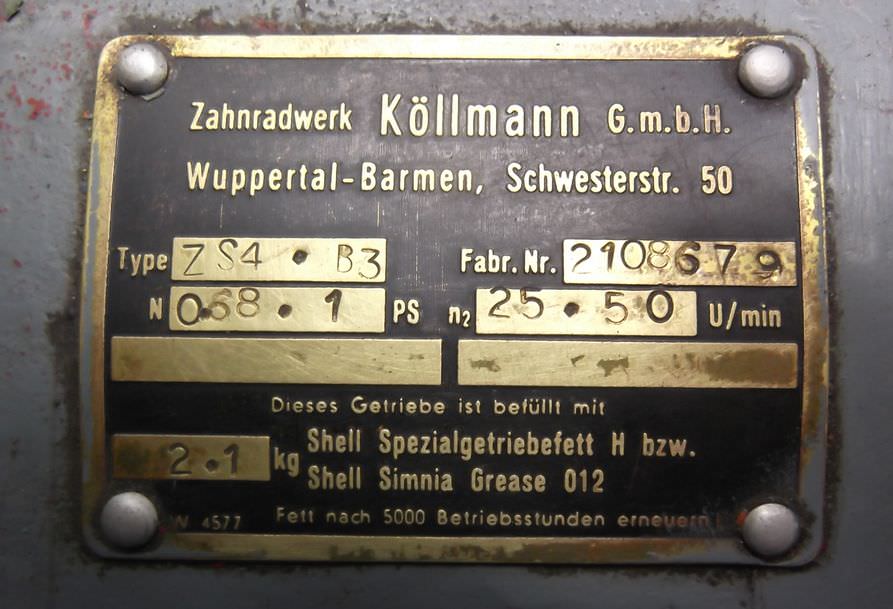 Zahnradwerk Köllmann G.m.b.H.
Wuppertal-Barmen, Schwesterstr. 50
Type ZS4 · B3 Fabr. Nr. 2108679
N 0.68 · 1 PS n₂ 25 · 50 U/min
Dieses Getriebe ist befüllt mit
2.1 kg Shell Spezialgetriebefett H bzw.
Shell Simnia Grease 012
W 4577 Fett nach 5000 Betriebsstunden erneuern